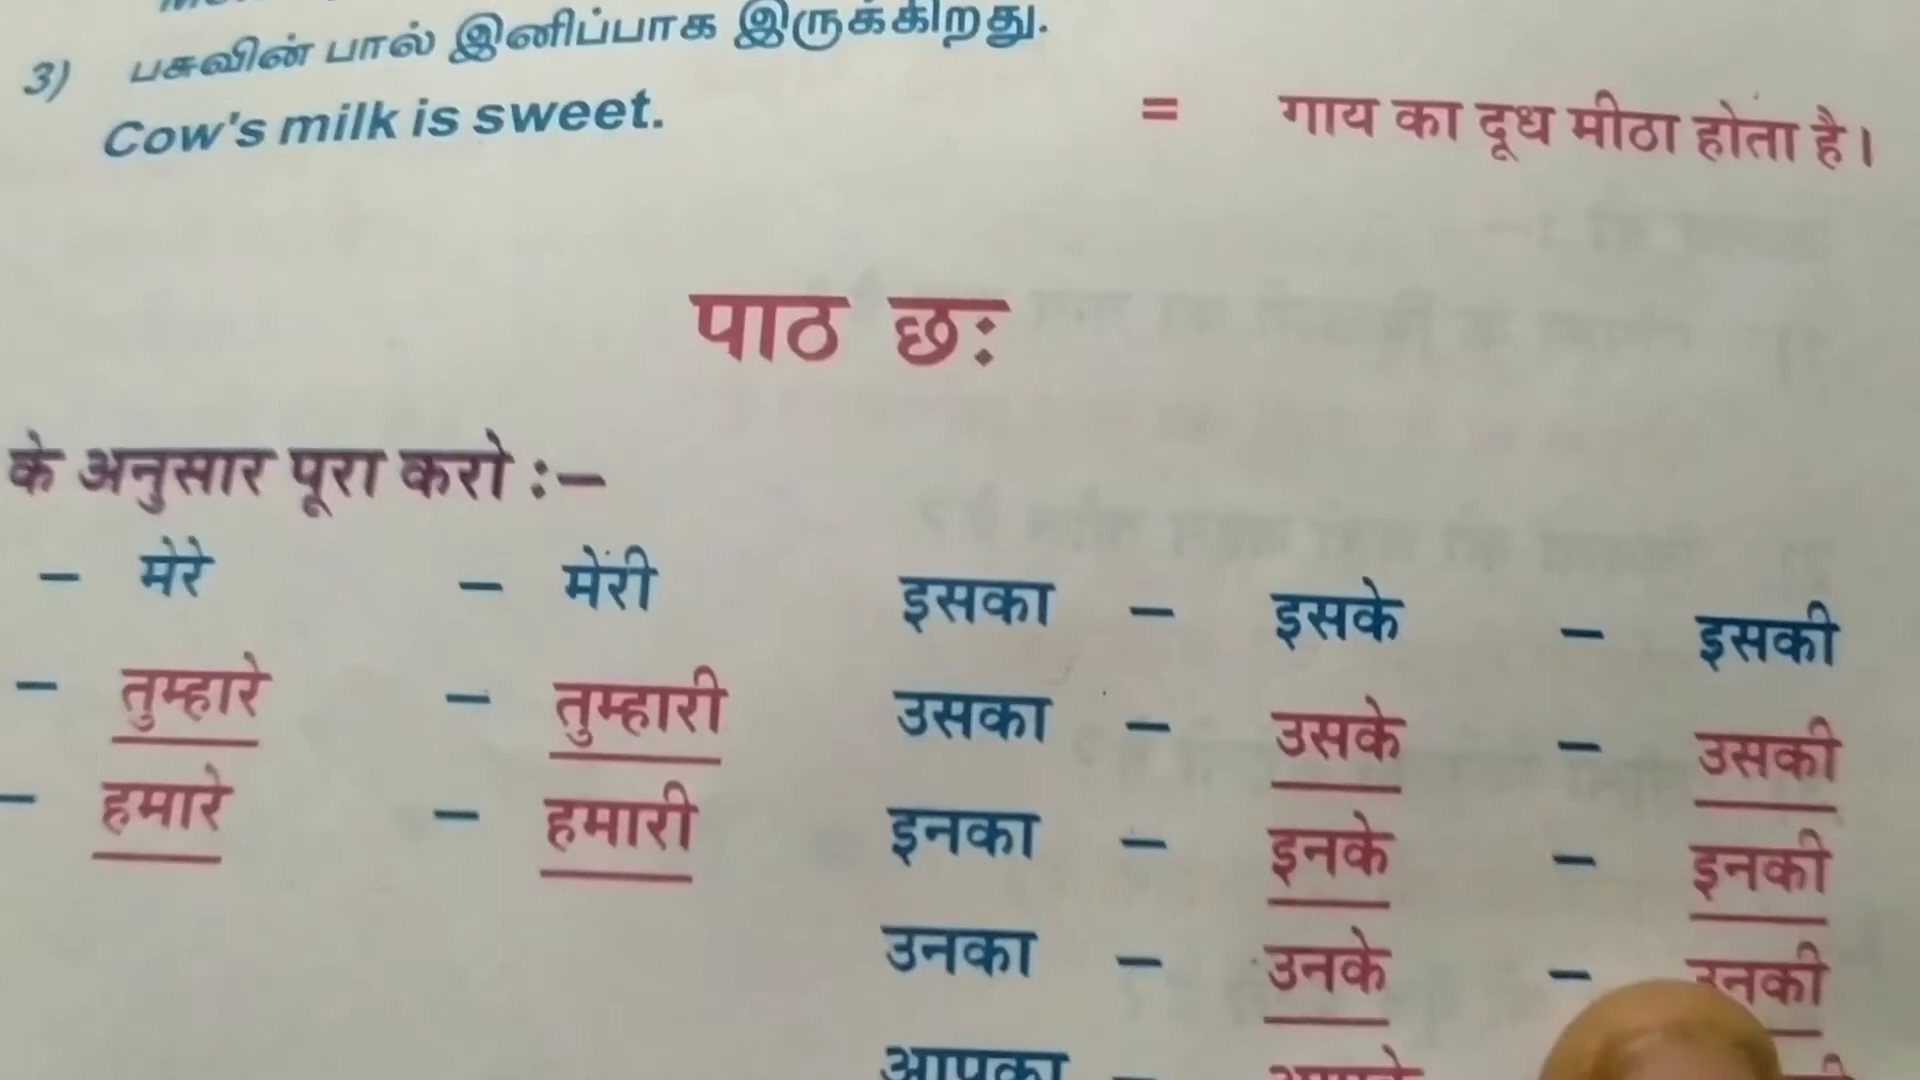 3) பசுவின் பால் இனிப்பாக இருக்கிறது.
Cow's milk is sweet. = गाय का दूध मीठा होता है।
पाठ छः
के अनुसार पूरा करो :–
– मेरे – मेरी इसका – इसके – इसकी
– तुम्हारे – तुम्हारी उसका – उसके – उसकी
– हमारे – हमारी इनका – इनके – इनकी
उनका – उनके – उनकी
आपका –